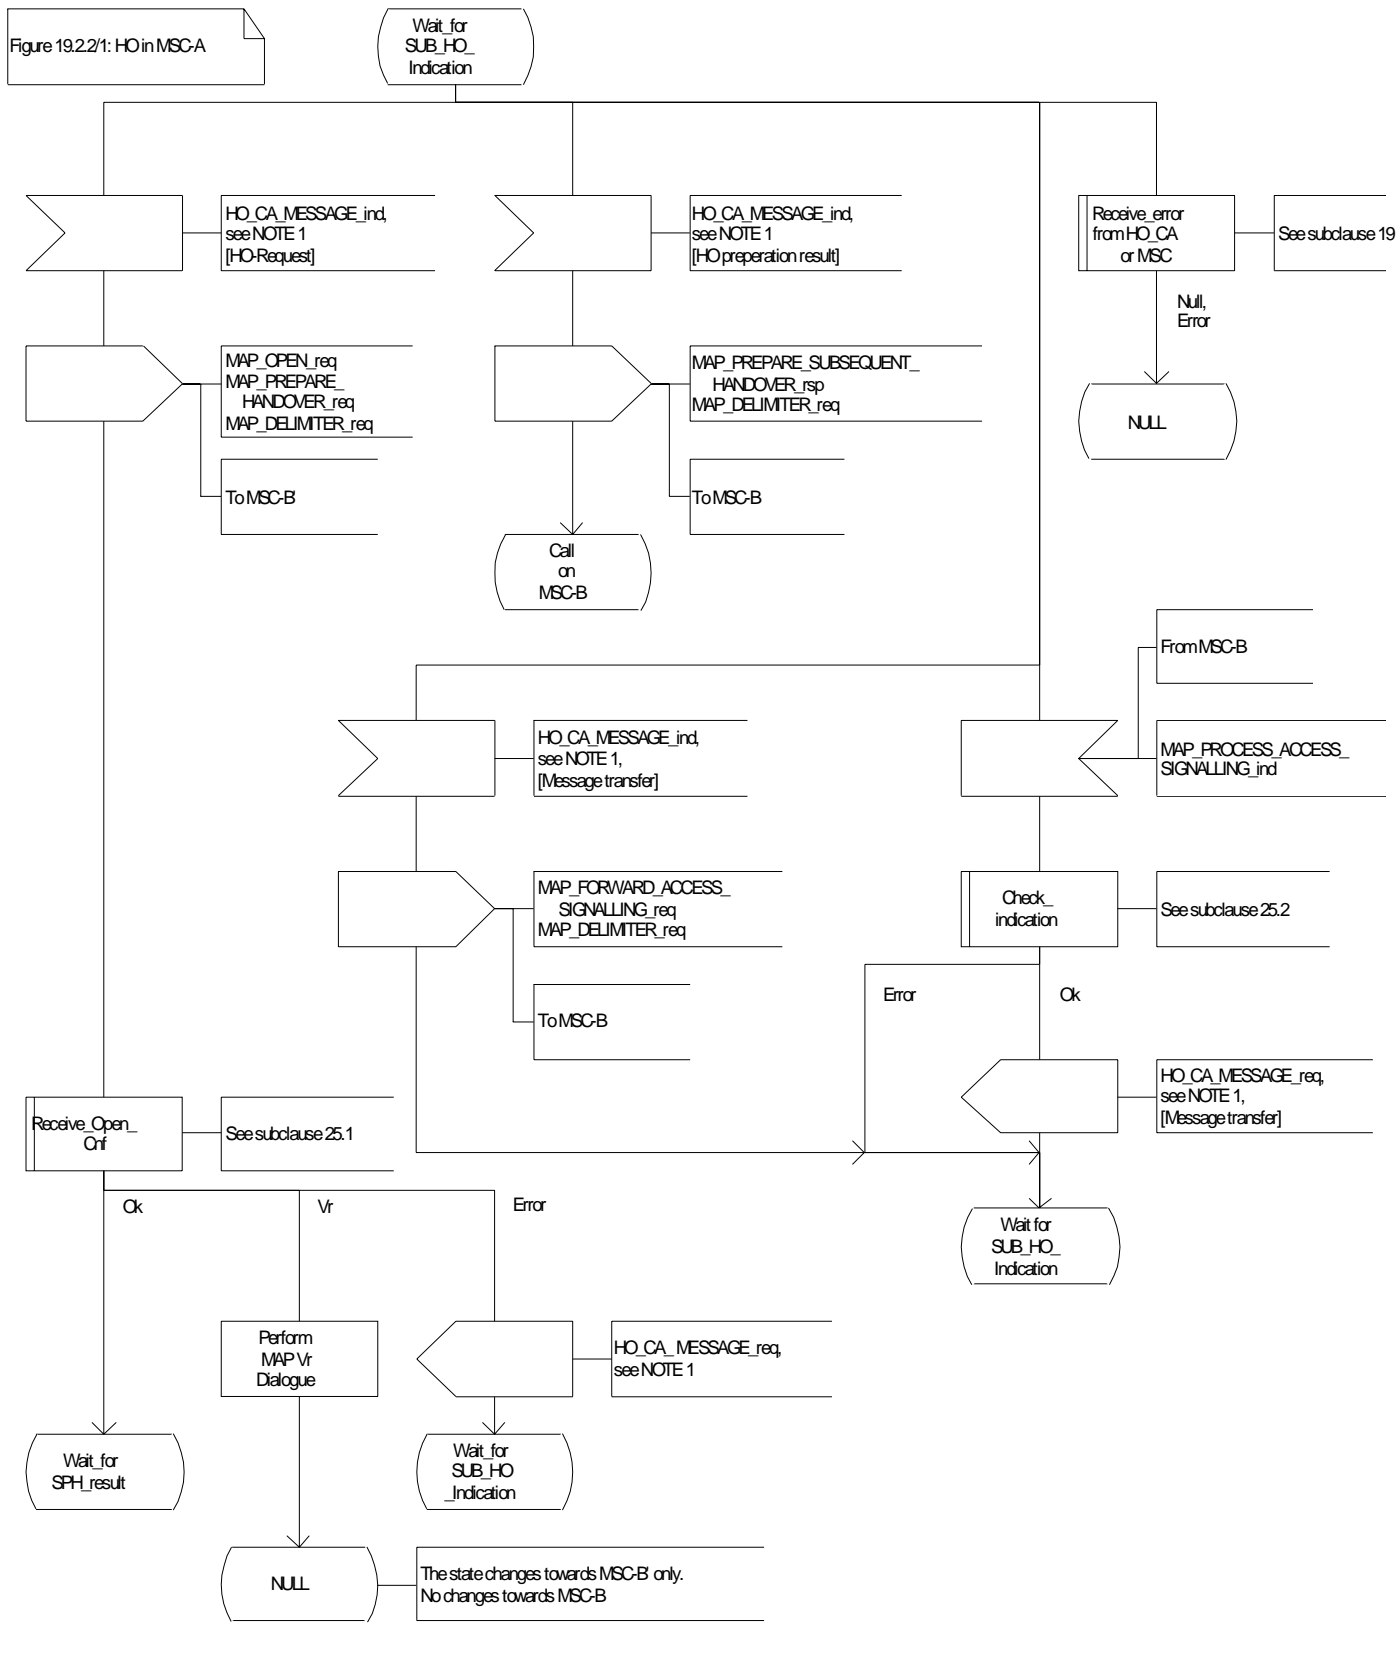 Figure 19.2.2/1: HO in MSC-A
Wait_for
SUB_HO_
Indication
HO_CA_MESSAGE_ind,
see NOTE 1
[HO-Request]
HO_CA_MESSAGE_ind,
see NOTE 1
[HO preperation result]
Receive_error
from HO_CA
or MSC
See subclause 19
Null,
Error
MAP_OPEN_req
MAP_PREPARE_
HANDOVER_req
MAP_DELIMITER_req
To MSC-B'
MAP_PREPARE_SUBSEQUENT_
HANDOVER_rsp
MAP_DELIMITER_req
To MSC-B
NULL
Call
on
MSC-B
From MSC-B
HO_CA_MESSAGE_ind,
see NOTE 1,
[Message transfer]
MAP_PROCESS_ACCESS_
SIGNALLING_ind
MAP_FORWARD_ACCESS_
SIGNALLING_req
MAP_DELIMITER_req
To MSC-B
Check_
indication
See subclause 25.2
Error
Ok
HO_CA_MESSAGE_req,
see NOTE 1,
[Message transfer]
Receive_Open_
Cnf
See subclause 25.1
Ok
Vr
Error
Wait for
SUB_HO_
Indication
Perform
MAP Vr
Dialogue
HO_CA_ MESSAGE_req,
see NOTE 1
Wait_for
SPH_result
Wait_for
SUB_HO
_Indication
NULL
The state changes towards MSC-B' only.
No changes towards MSC-B